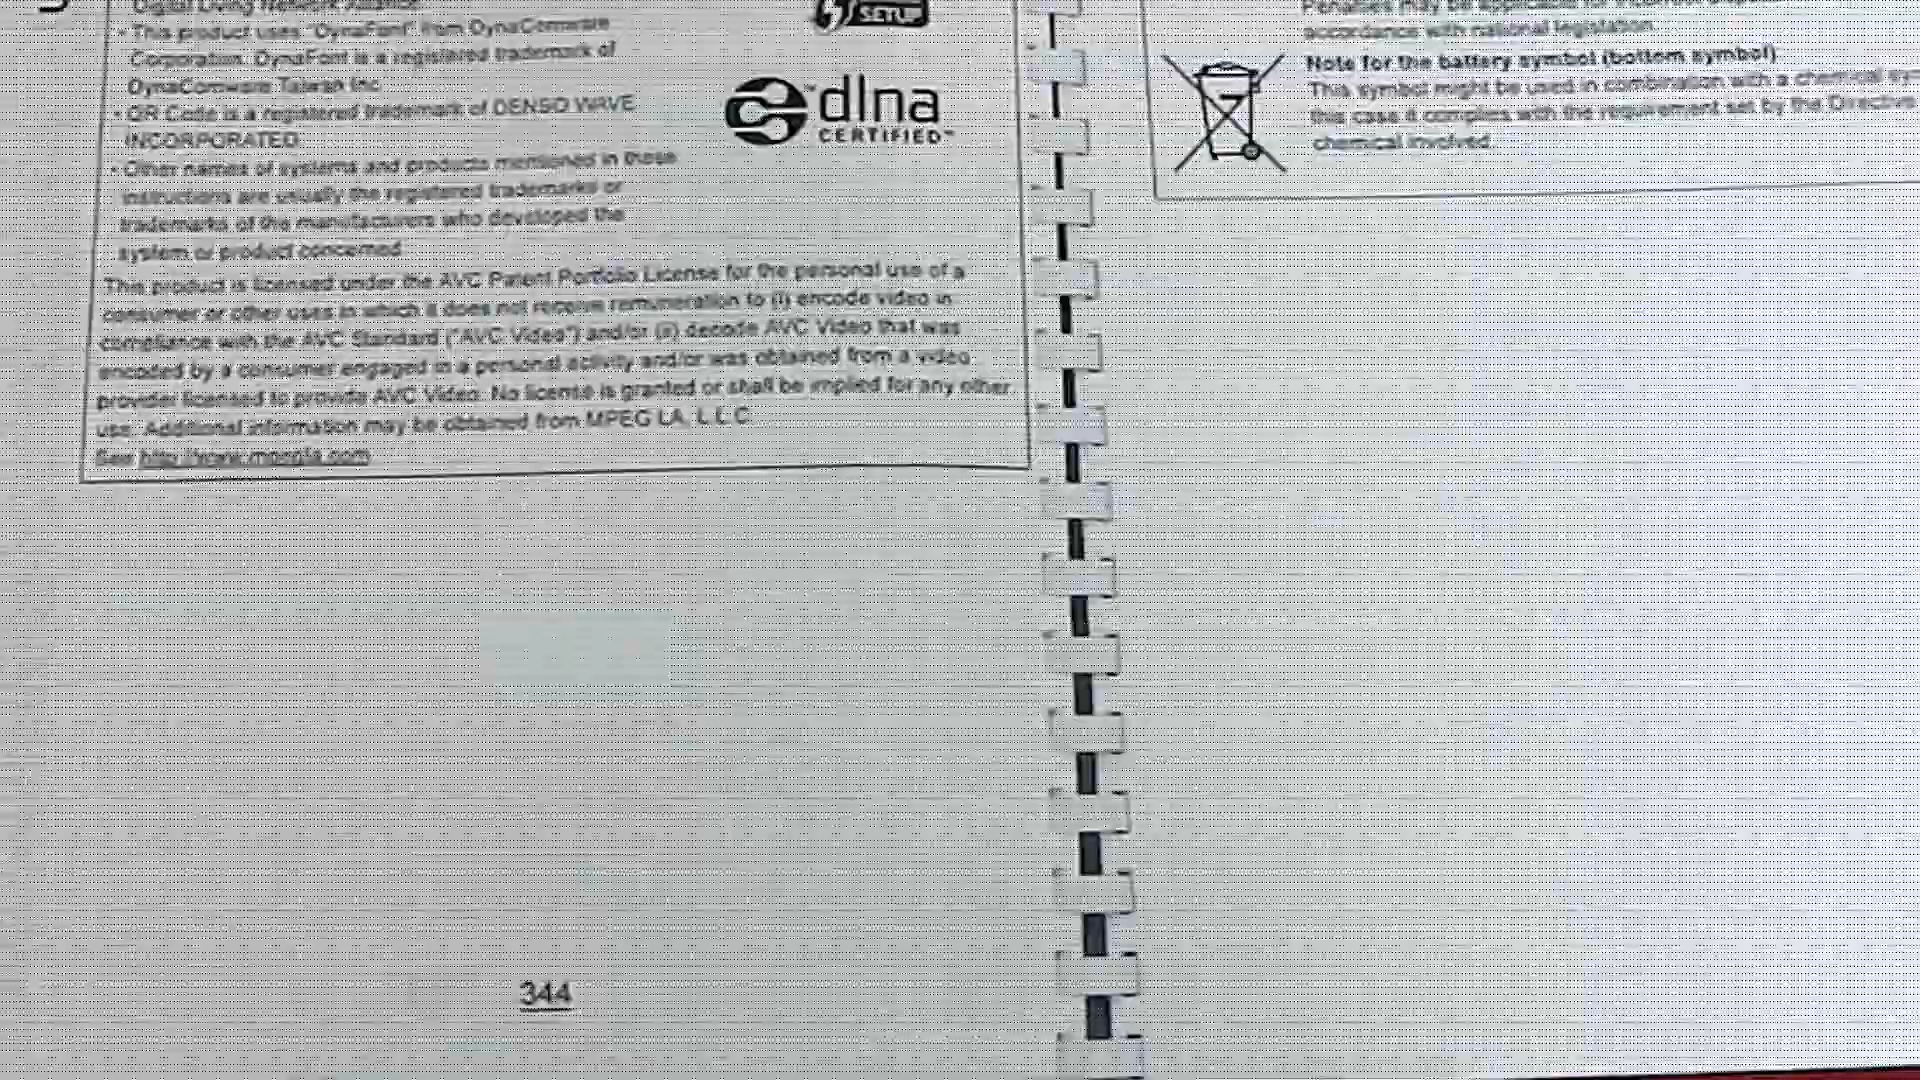 Digital Living Network Alliance.
• This product uses “DynaFont” from DynaComware
Corporation. DynaFont is a registered trademark of
DynaComware Taiwan Inc.
• QR Code is a registered trademark of DENSO WAVE
INCORPORATED.
• Other names of systems and products mentioned in these
instructions are usually the registered trademarks or
trademarks of the manufacturers who developed the
system or product concerned.
SETUP
dlna
CERTIFIED™
This product is licensed under the AVC Patent Portfolio License for the personal use of a
consumer or other uses in which it does not receive remuneration to (i) encode video in
compliance with the AVC Standard (“AVC Video”) and/or (ii) decode AVC Video that was
encoded by a consumer engaged in a personal activity and/or was obtained from a video
provider licensed to provide AVC Video. No license is granted or shall be implied for any other
use. Additional information may be obtained from MPEG LA, L.L.C.
See http://www.mpegla.com
344
Penalties may be applicable for incorrect
accordance with national legislation.
Note for the battery symbol (bottom symbol)
This symbol might be used in combination with a chemical
this case it complies with the requirement set by the Directive
chemical involved.